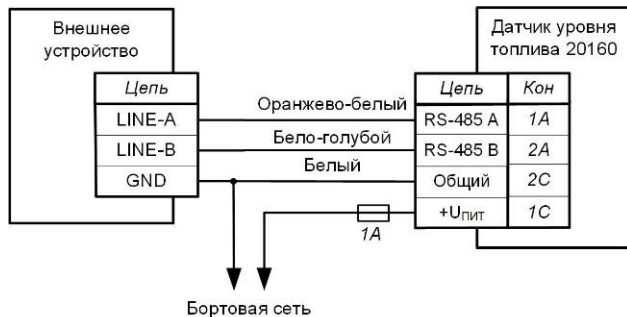 Внешнее
устройство
Датчик уровня
топлива 20160
Цепь
LINE-A
LINE-B
GND
Оранжево-белый
Бело-голубой
Белый
Цепь Кон
RS-485 A 1A
RS-485 B 2A
Общий 2C
+Uпит 1C
1A
Бортовая сеть